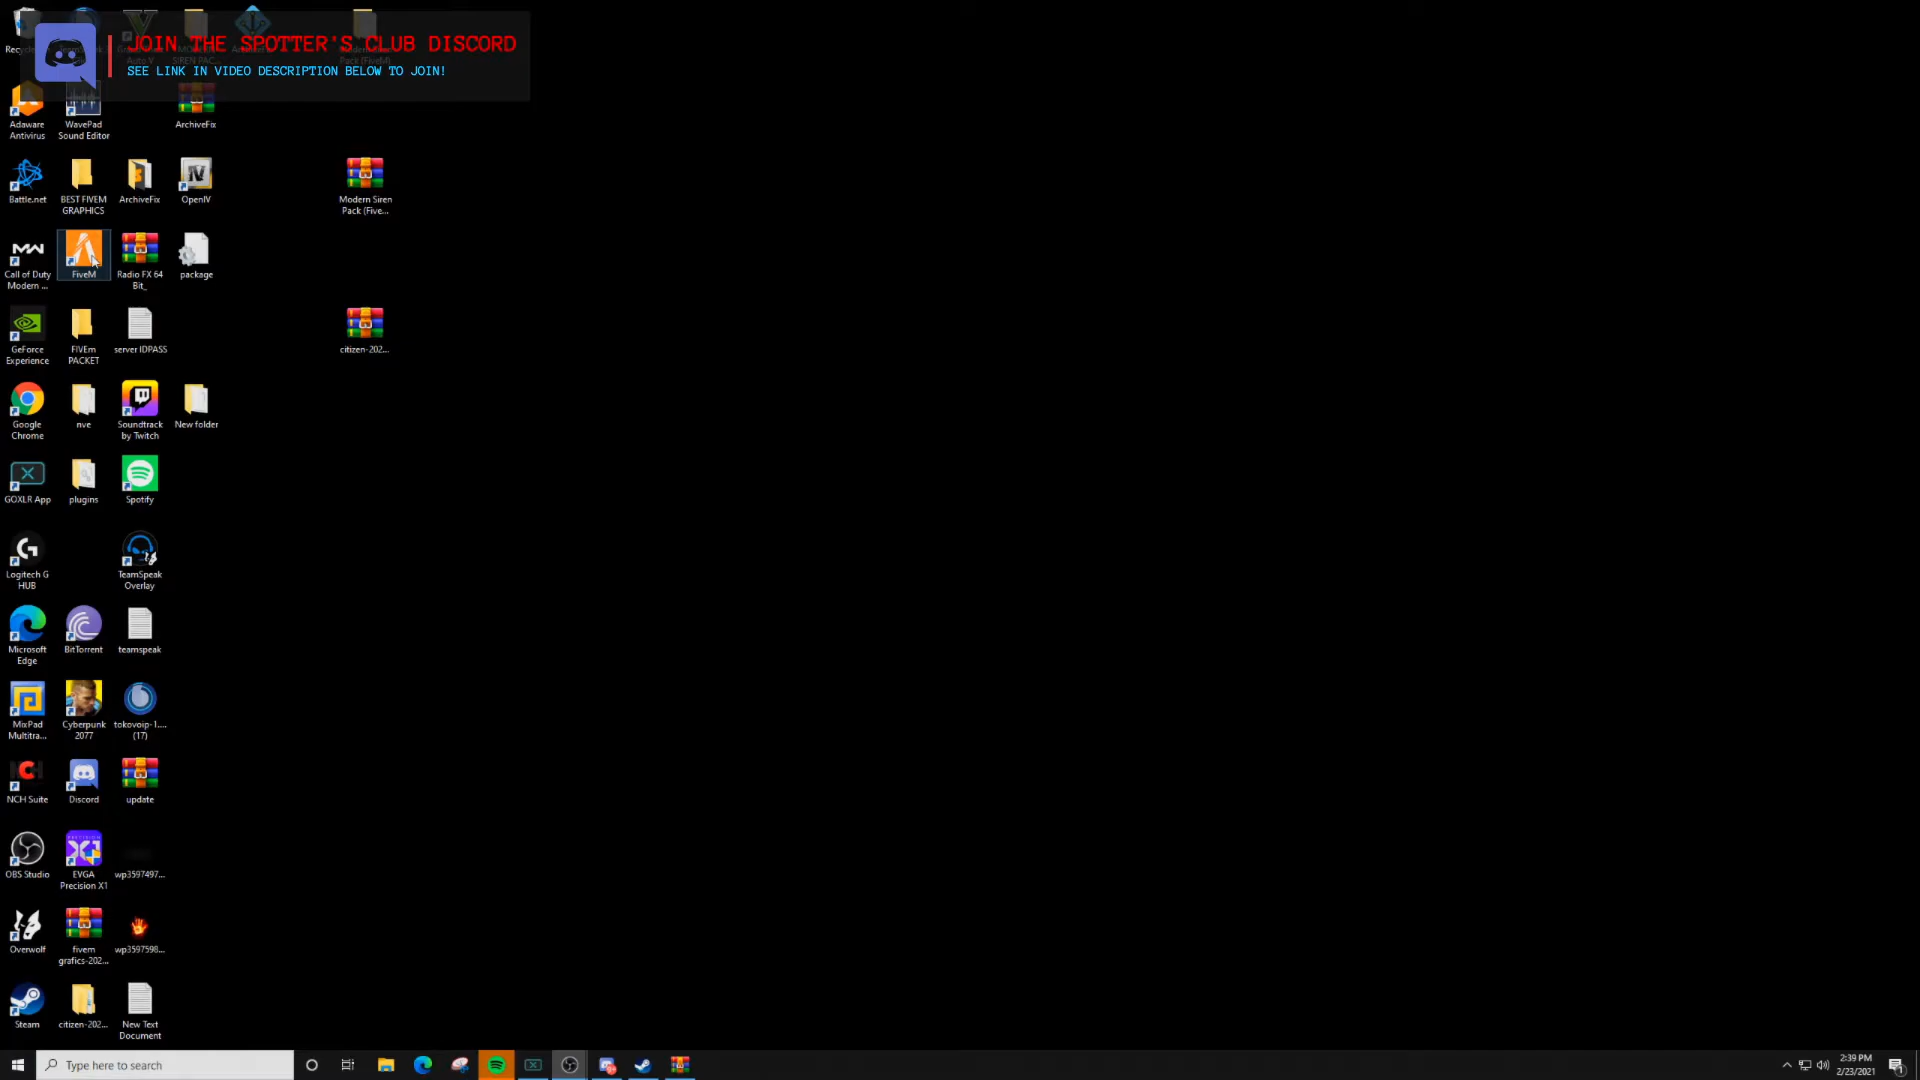 JOIN THE SPOTTER'S CLUB DISCORD
SEE LINK IN VIDEO DESCRIPTION BELOW TO JOIN!
Adaware
Antivirus
WavePad
Sound Editor
ArchiveFix
Battle.net
BEST FIVEM
GRAPHICS
ArchiveFix
OpenIV
Modern Siren
Pack (Five...
Call of Duty
Modern ...
FiveM
Radio FX 64
Bit_
package
GeForce
Experience
FIVEm
PACKET
server IDPASS
citizen-202...
Google
Chrome
nve
Soundtrack
by Twitch
New folder
GOXLR App
plugins
Spotify
Logitech G
HUB
TeamSpeak
Overlay
Microsoft
Edge
BitTorrent
teamspeak
MixPad
Multitra...
Cyberpunk
2077
tokovoip-1....
(17)
NCH Suite
Discord
update
OBS Studio
EVGA
Precision X1
wp3597497...
Overwolf
fivem
grafics-202...
wp3597598...
Steam
citizen-202...
New Text
Document
Type here to search
2:39 PM
2/23/2021